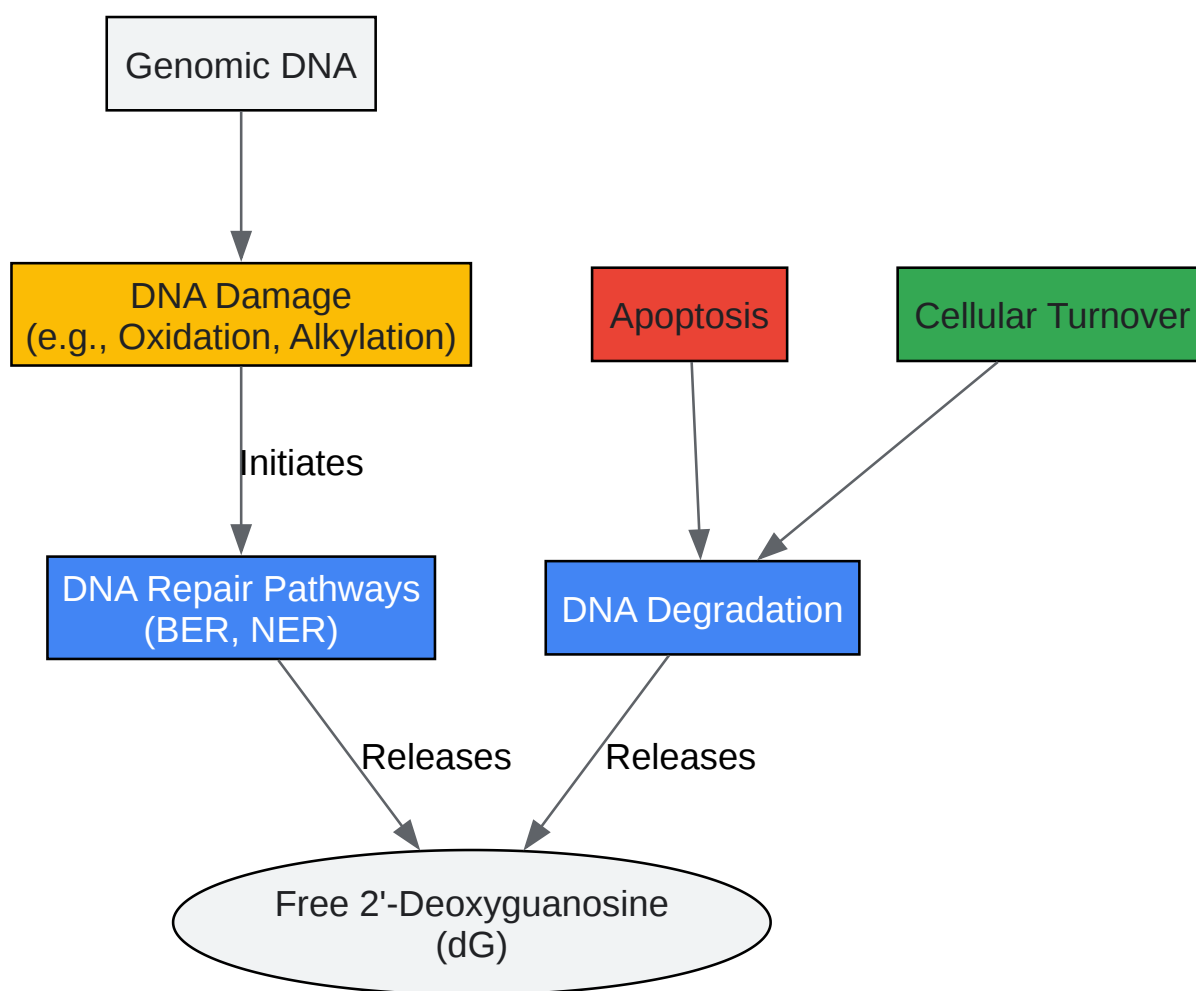 Genomic DNA
DNA Damage
(e.g., Oxidation, Alkylation)
Apoptosis
Cellular Turnover
Initiates
DNA Repair Pathways
(BER, NER)
DNA Degradation
Releases
Releases
Free 2'-Deoxyguanosine
(dG)